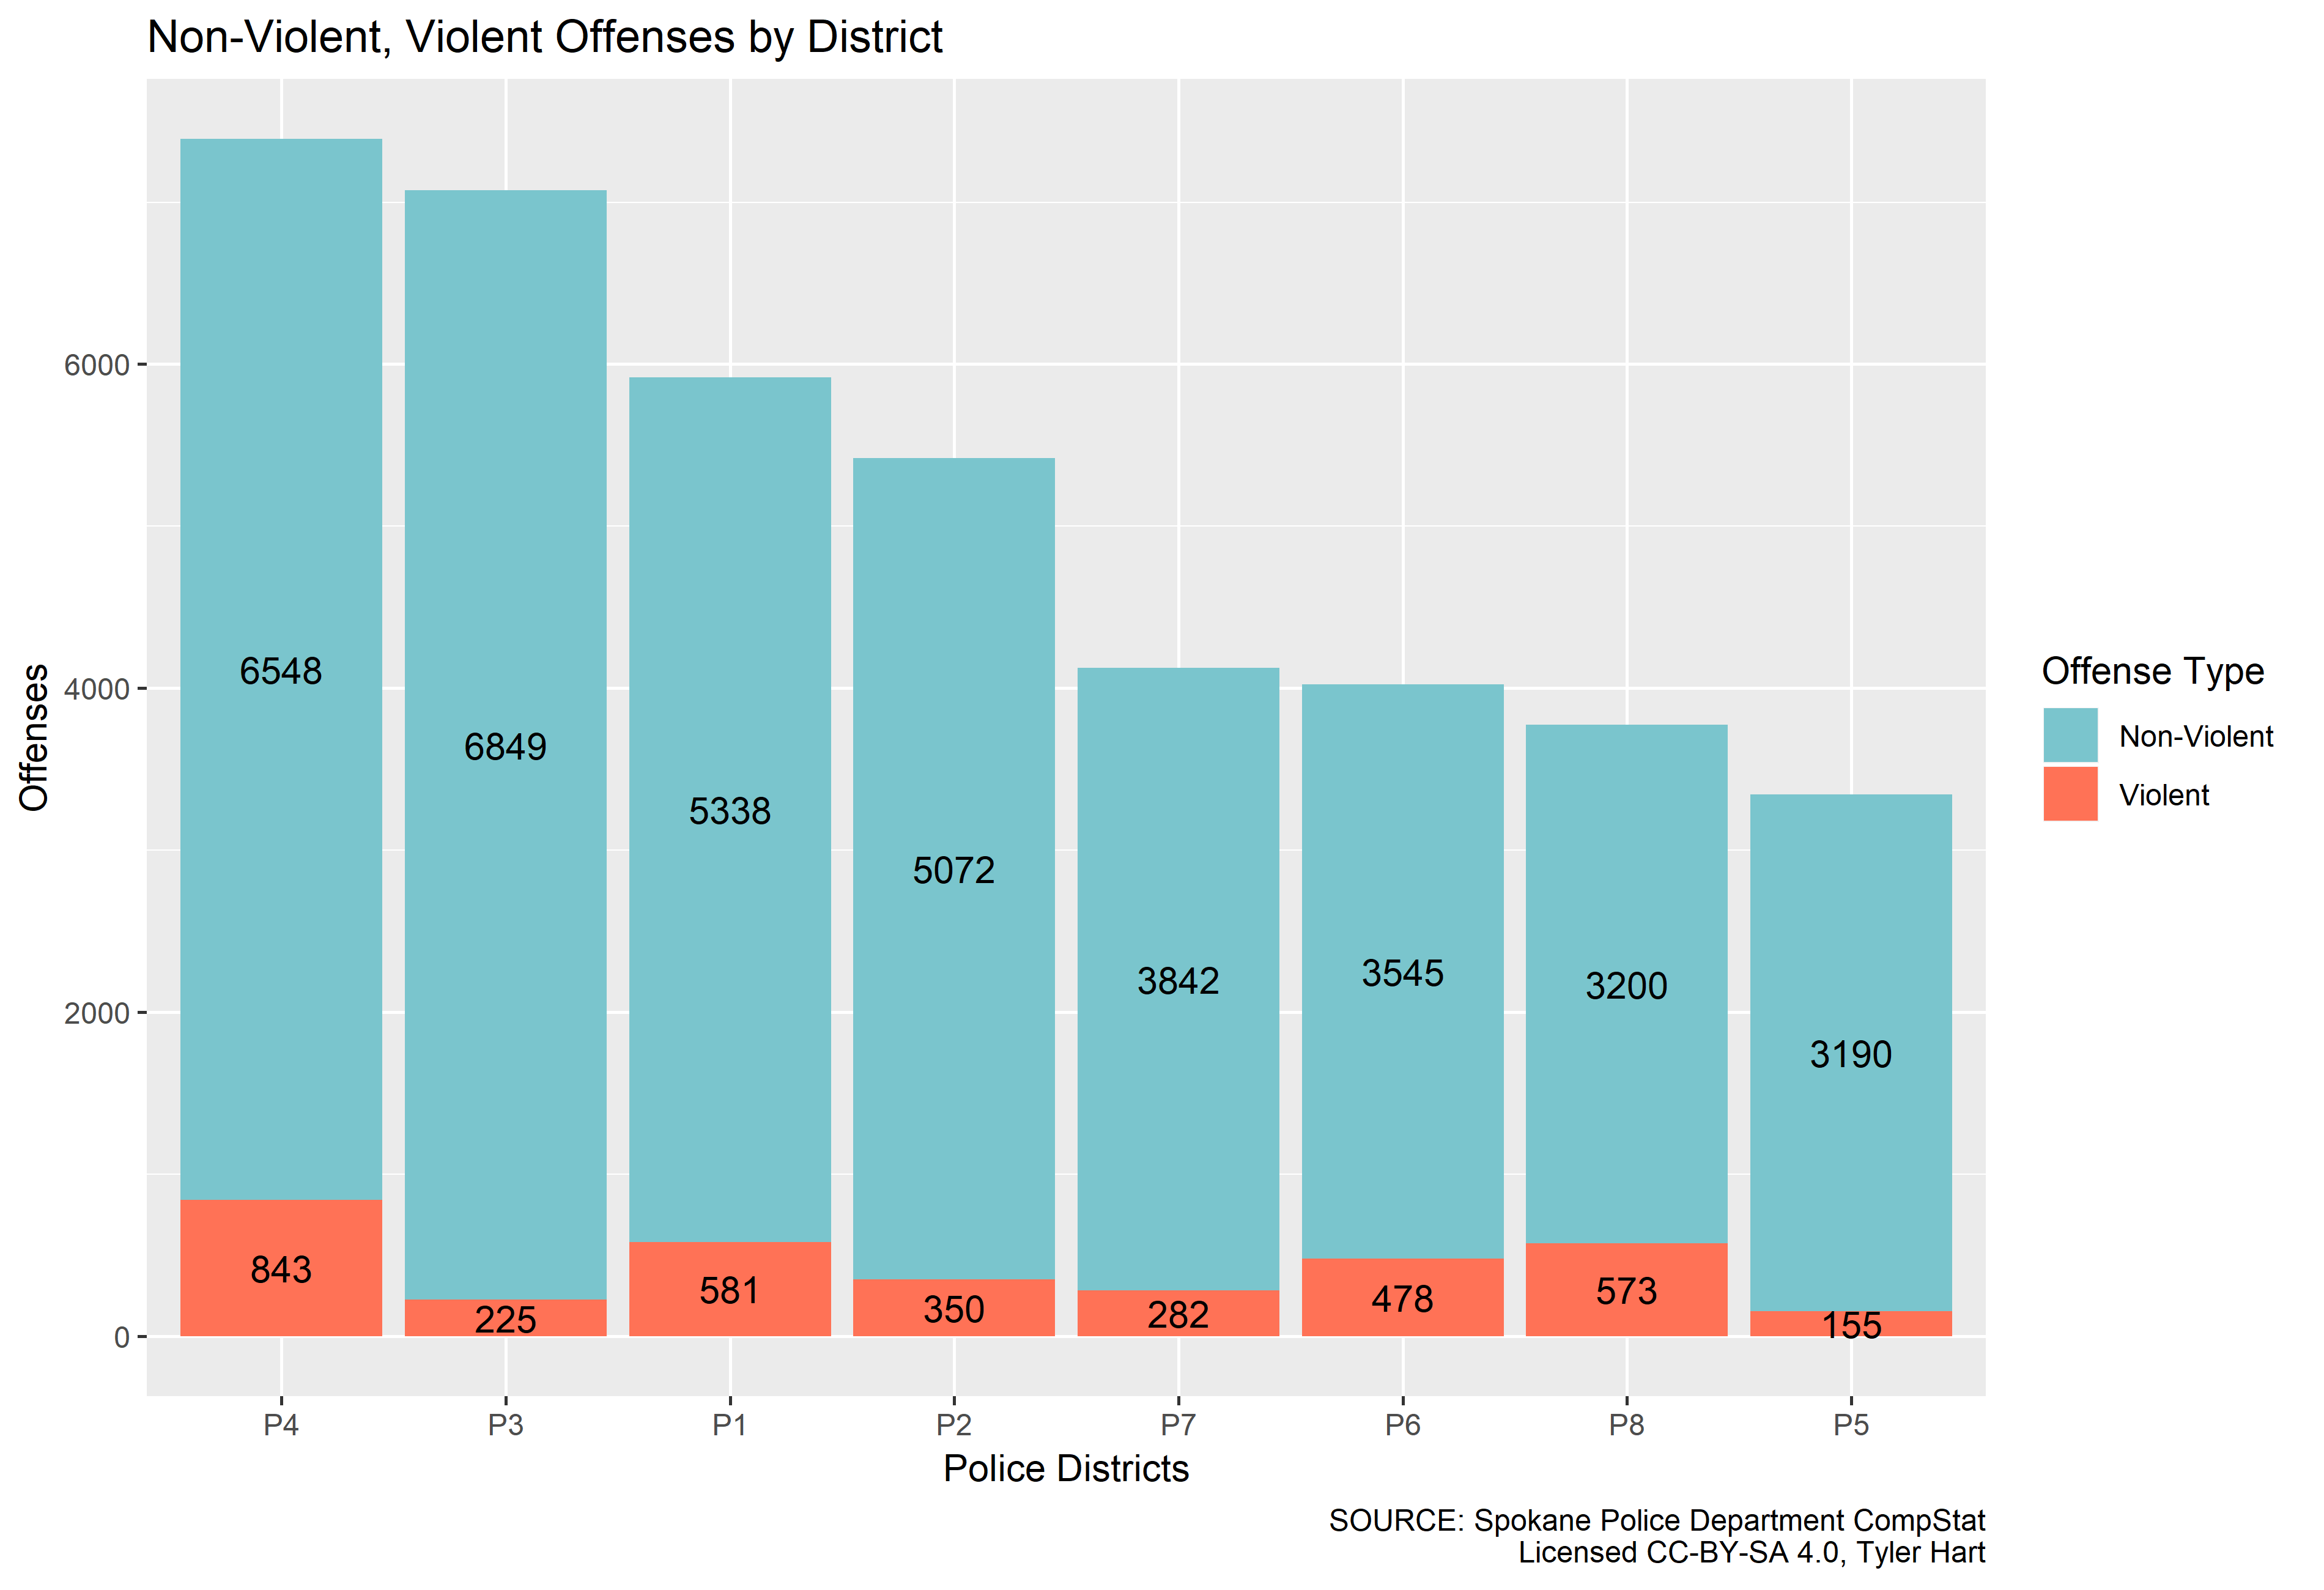 Non-Violent, Violent Offenses by District
Offenses
6000
4000
2000
0
6548
6849
5338
5072
3842
3545
3200
3190
843
225
581
350
282
478
573
155
P4 P3 P1 P2 P7 P6 P8 P5
Police Districts
Offense Type
Non-Violent
Violent
SOURCE: Spokane Police Department CompStat
Licensed CC-BY-SA 4.0, Tyler Hart